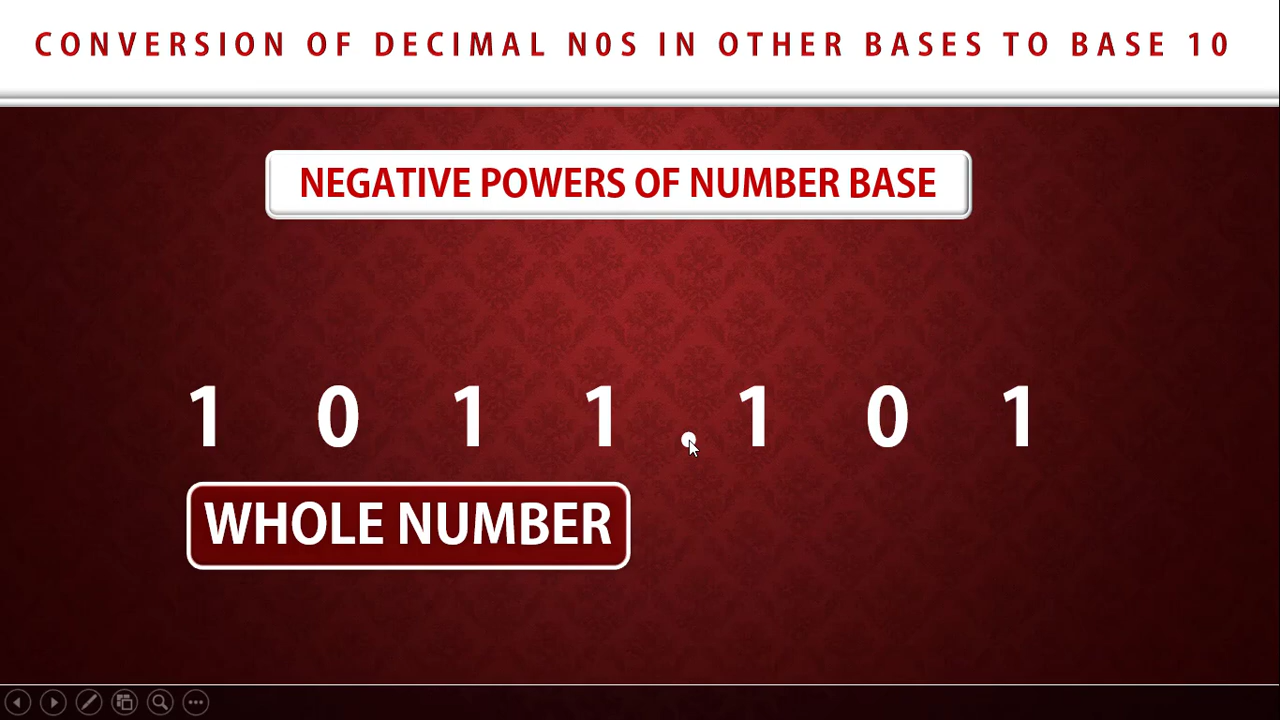 CONVERSION OF DECIMAL N0S IN OTHER BASES TO BASE 10
NEGATIVE POWERS OF NUMBER BASE
1 0 1 1 . 1 0 1
WHOLE NUMBER